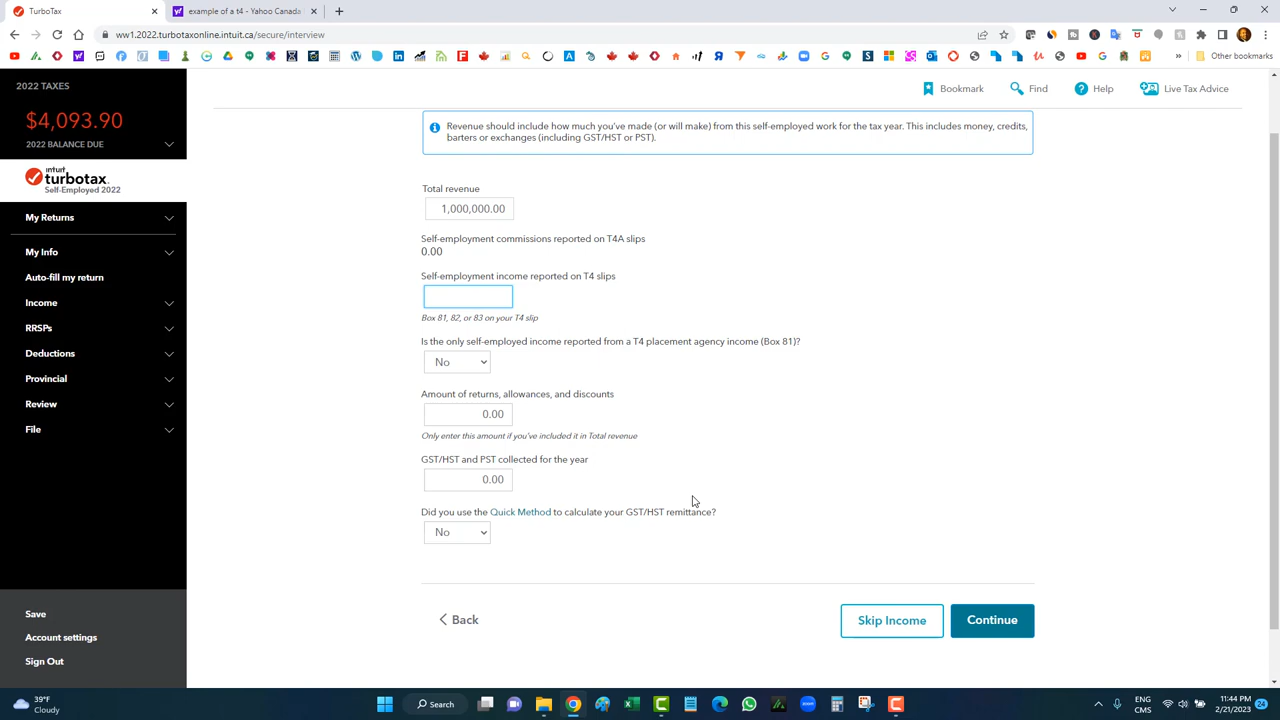 TurboTax
example of a t4 - Yahoo Canada
ww1.2022.turbotaxonline.intuit.ca/secure/interview
Other bookmarks
2022 TAXES
$4,093.90
2022 BALANCE DUE
intuit
turbotax
Self-Employed 2022
My Returns
My Info
Auto-fill my return
Income
RRSPs
Deductions
Provincial
Review
File
Save
Account settings
Sign Out
Bookmark
Find
Help
Live Tax Advice
Revenue should include how much you've made (or will make) from this self-employed work for the tax year. This includes money, credits,
barters or exchanges (including GST/HST or PST).
Total revenue
1,000,000.00
Self-employment commissions reported on T4A slips
0.00
Self-employment income reported on T4 slips
Box 81, 82, or 83 on your T4 slip
Is the only self-employed income reported from a T4 placement agency income (Box 81)?
No
Amount of returns, allowances, and discounts
0.00
Only enter this amount if you've included it in Total revenue
GST/HST and PST collected for the year
0.00
Did you use the Quick Method to calculate your GST/HST remittance?
No
Back
Skip Income
Continue
39°F
Cloudy
Search
ENG
CMS
11:44 PM
2/21/2023
24